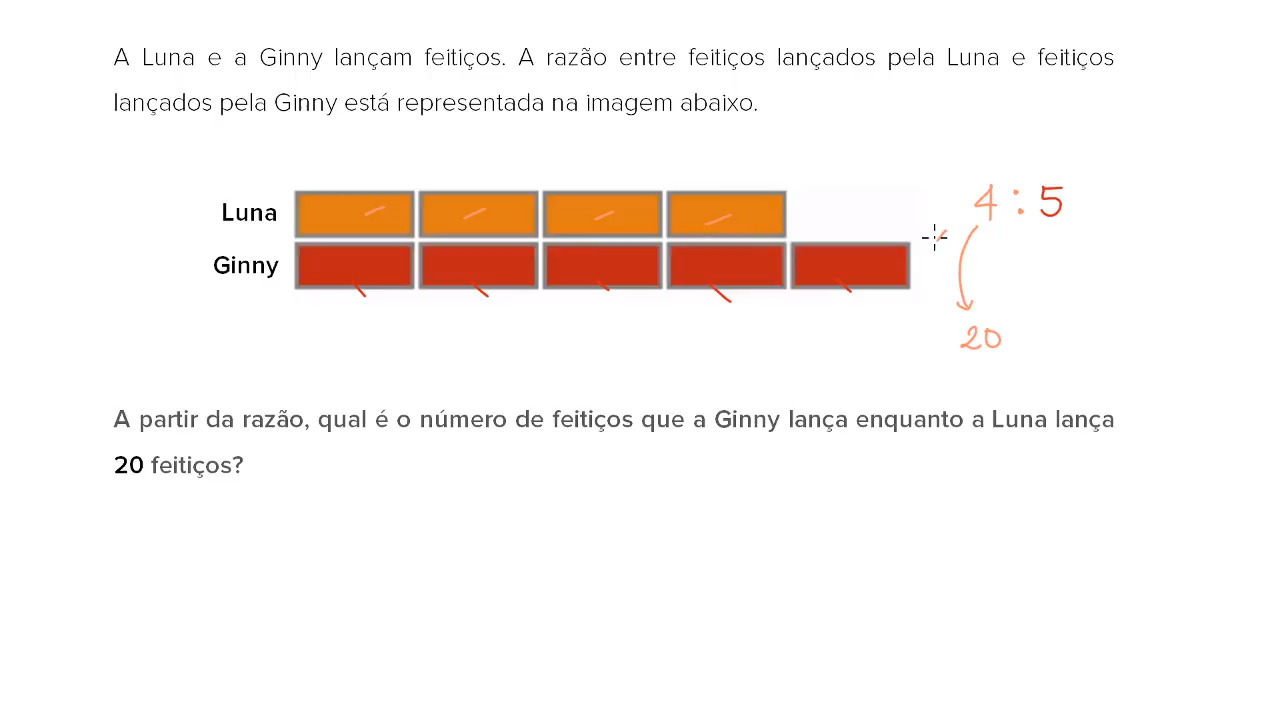 A Luna e a Ginny lançam feitiços. A razão entre feitiços lançados pela Luna e feitiços
lançados pela Ginny está representada na imagem abaixo.
Luna
4 : 5
Ginny
20
A partir da razão, qual é o número de feitiços que a Ginny lança enquanto a Luna lança
20 feitiços?